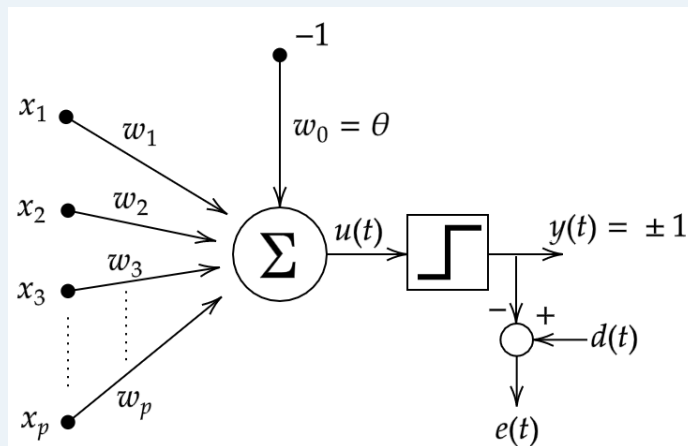 −1
x₁
w₁
w₀ = θ
x₂
w₂
Σ
u(t)
y(t) = ±1
x₃
w₃
−
+
d(t)
wₚ
xₚ
e(t)